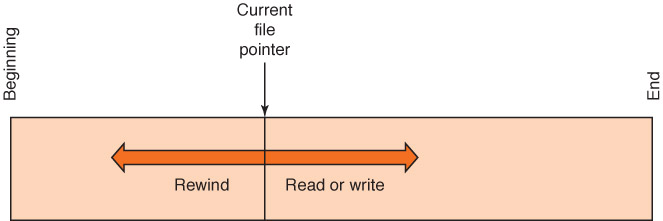 Current
file
pointer
Beginning
End
Rewind
Read or write